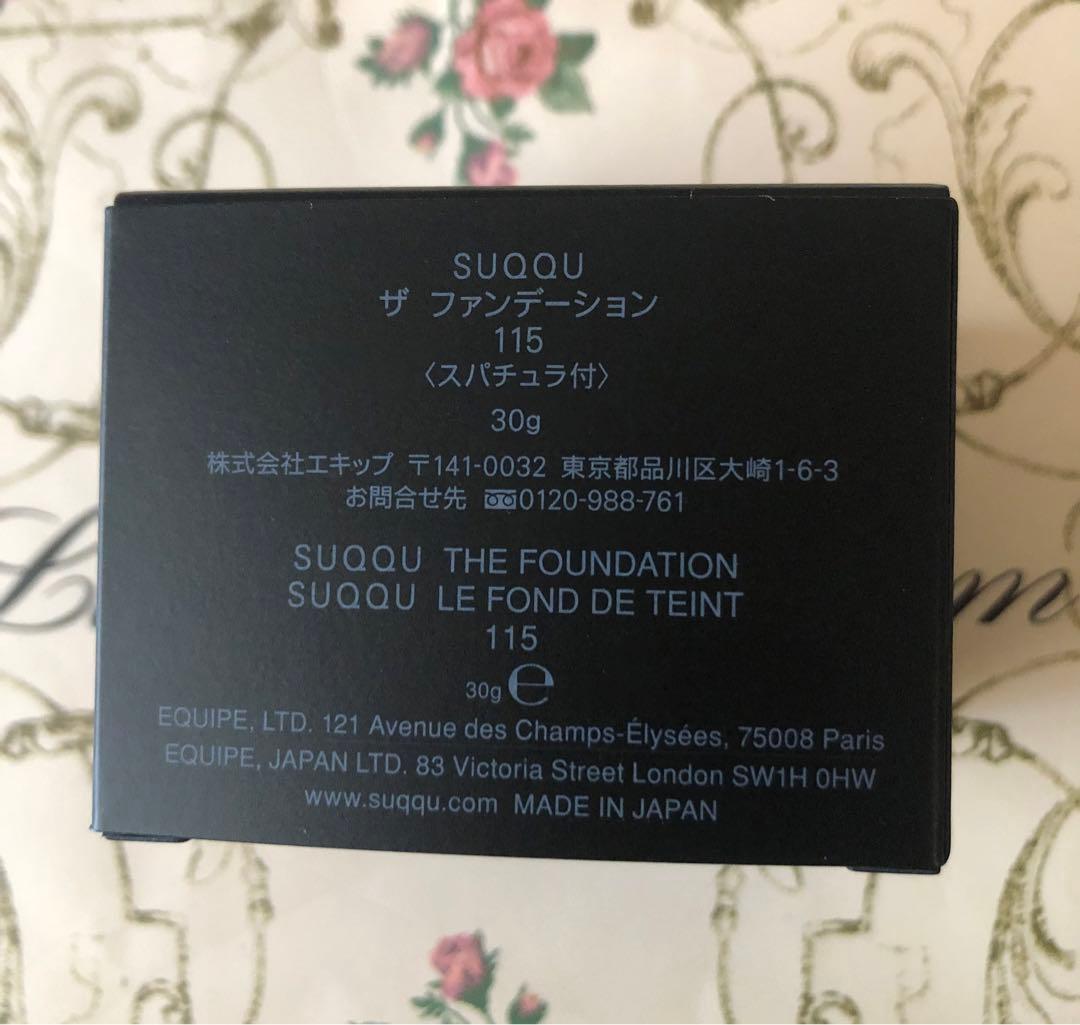 SUQQU
ザ ファンデーション
115
〈スパチュラ付〉
30g
株式会社エキップ 〒141-0032 東京都品川区大崎1-6-3
お問合せ先 0120-988-761
SUQQU THE FOUNDATION
SUQQU LE FOND DE TEINT
115
30g ℮
EQUIPE, LTD. 121 Avenue des Champs-Élysées, 75008 Paris
EQUIPE, JAPAN LTD. 83 Victoria Street London SW1H 0HW
www.suqqu.com MADE IN JAPAN